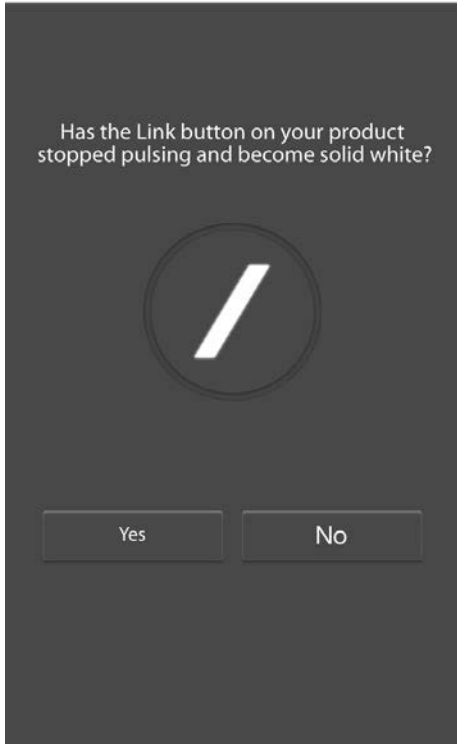 Has the Link button on your product
stopped pulsing and become solid white?
Yes
No